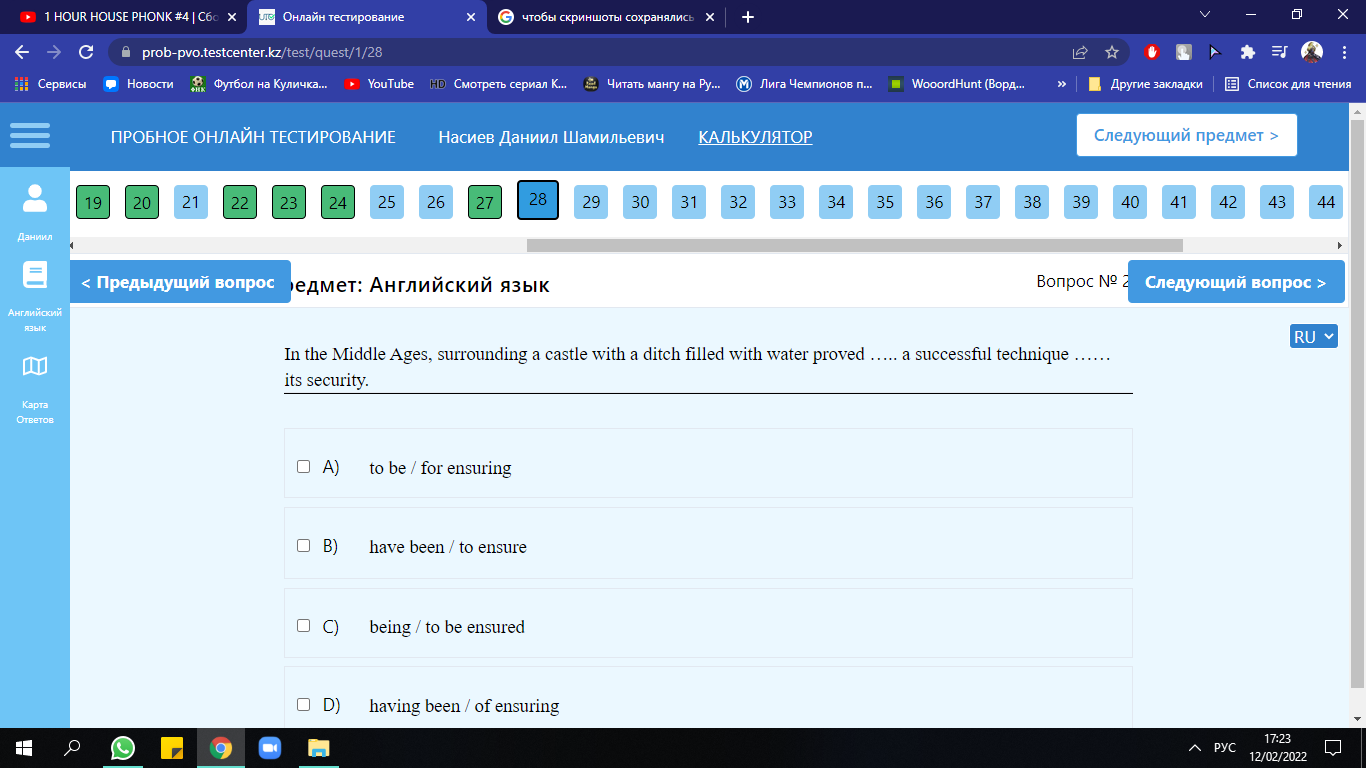 1 HOUR HOUSE PHONK #4 | Сбо
Онлайн тестирование
чтобы скриншоты сохранялись
prob-pvo.testcenter.kz/test/quest/1/28
Сервисы
Новости
Футбол на Куличка...
YouTube
HD Смотреть сериал К...
Читать мангу на Ру...
Лига Чемпионов п...
WooordHunt (Ворд...
»
Другие закладки
Список для чтения
ПРОБНОЕ ОНЛАЙН ТЕСТИРОВАНИЕ
Насиев Даниил Шамильевич
КАЛЬКУЛЯТОР
Следующий предмет >
19 20 21 22 23 24 25 26 27 28 29 30 31 32 33 34 35 36 37 38 39 40 41 42 43 44
Даниил
Английский
язык
Карта
Ответов
< Предыдущий вопрос
редмет: Английский язык
Вопрос № 2
Следующий вопрос >
RU
In the Middle Ages, surrounding a castle with a ditch filled with water proved ….. a successful technique ……
its security.
A) to be / for ensuring
B) have been / to ensure
C) being / to be ensured
D) having been / of ensuring
РУС
17:23
12/02/2022